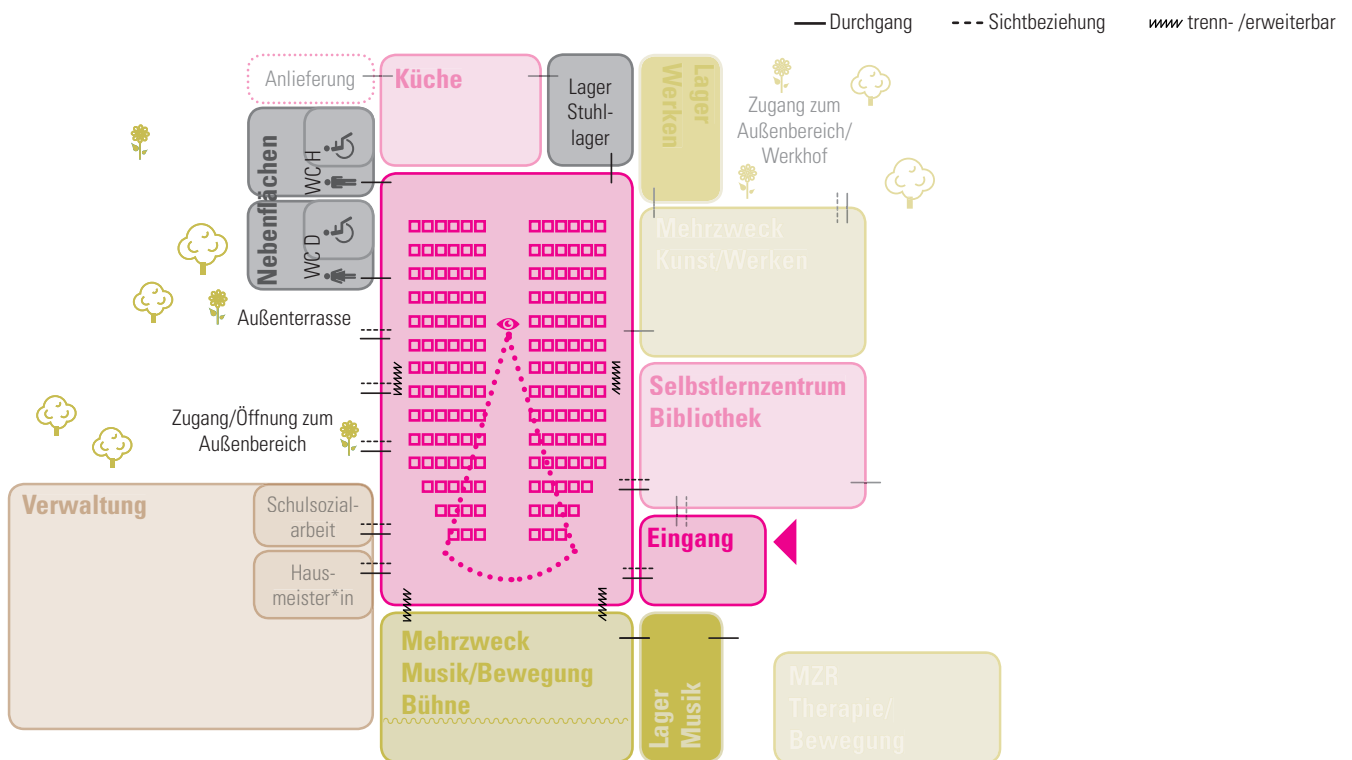 Durchgang
Sichtbeziehung
trenn- /erweiterbar
Anlieferung
Küche
Lager
Stuhl-
lager
Lager
Werken
Zugang zum
Außenbereich/
Werkhof
Nebenflächen
WC H
WC D
Mehrzweck
Kunst/Werken
Außenterrasse
Selbstlernzentrum
Bibliothek
Zugang/Öffnung zum
Außenbereich
Verwaltung
Schulsozial-
arbeit
Haus-
meister*in
Eingang
Mehrzweck
Musik/Bewegung
Bühne
Lager
Musik
MZR
Therapie/
Bewegung